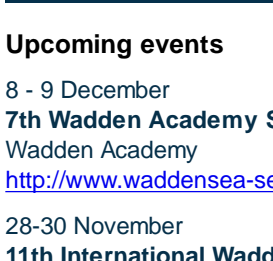 Upcoming events
8 - 9 December
7th Wadden Academy
Wadden Academy
http://www.waddensea-se
28-30 November
11th International Wadd